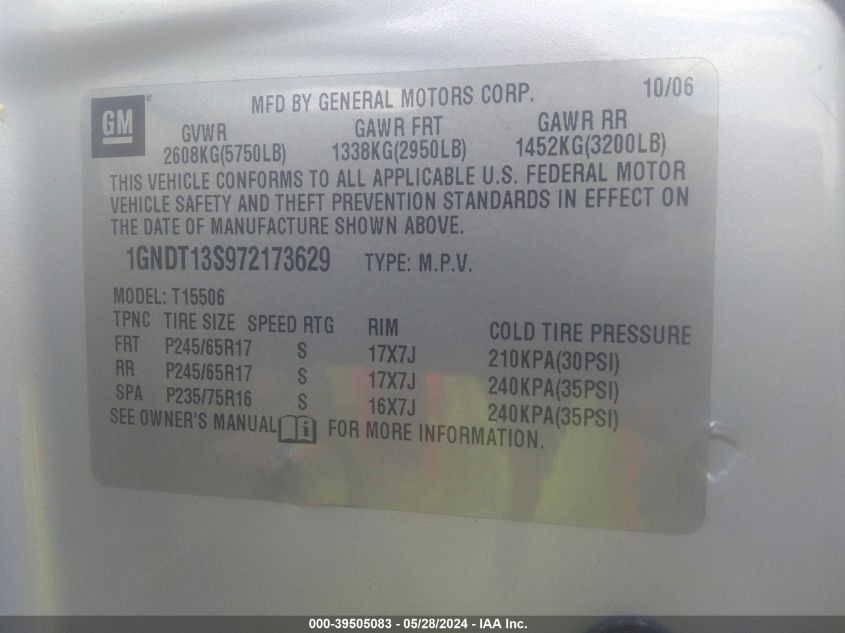 GM
®
MFD BY GENERAL MOTORS CORP. 10/06
GVWR GAWR FRT GAWR RR
2608KG(5750LB) 1338KG(2950LB) 1452KG(3200LB)
THIS VEHICLE CONFORMS TO ALL APPLICABLE U.S. FEDERAL MOTOR
VEHICLE SAFETY AND THEFT PREVENTION STANDARDS IN EFFECT ON
THE DATE OF MANUFACTURE SHOWN ABOVE.
1GNDT13S972173629 TYPE: M.P.V.
MODEL: T15506
TPNC TIRE SIZE SPEED RTG RIM COLD TIRE PRESSURE
FRT P245/65R17 S 17X7J 210KPA(30PSI)
RR P245/65R17 S 17X7J 240KPA(35PSI)
SPA P235/75R16 S 16X7J 240KPA(35PSI)
SEE OWNER'S MANUAL i FOR MORE INFORMATION.
000-39505083 - 05/28/2024 - IAA Inc.